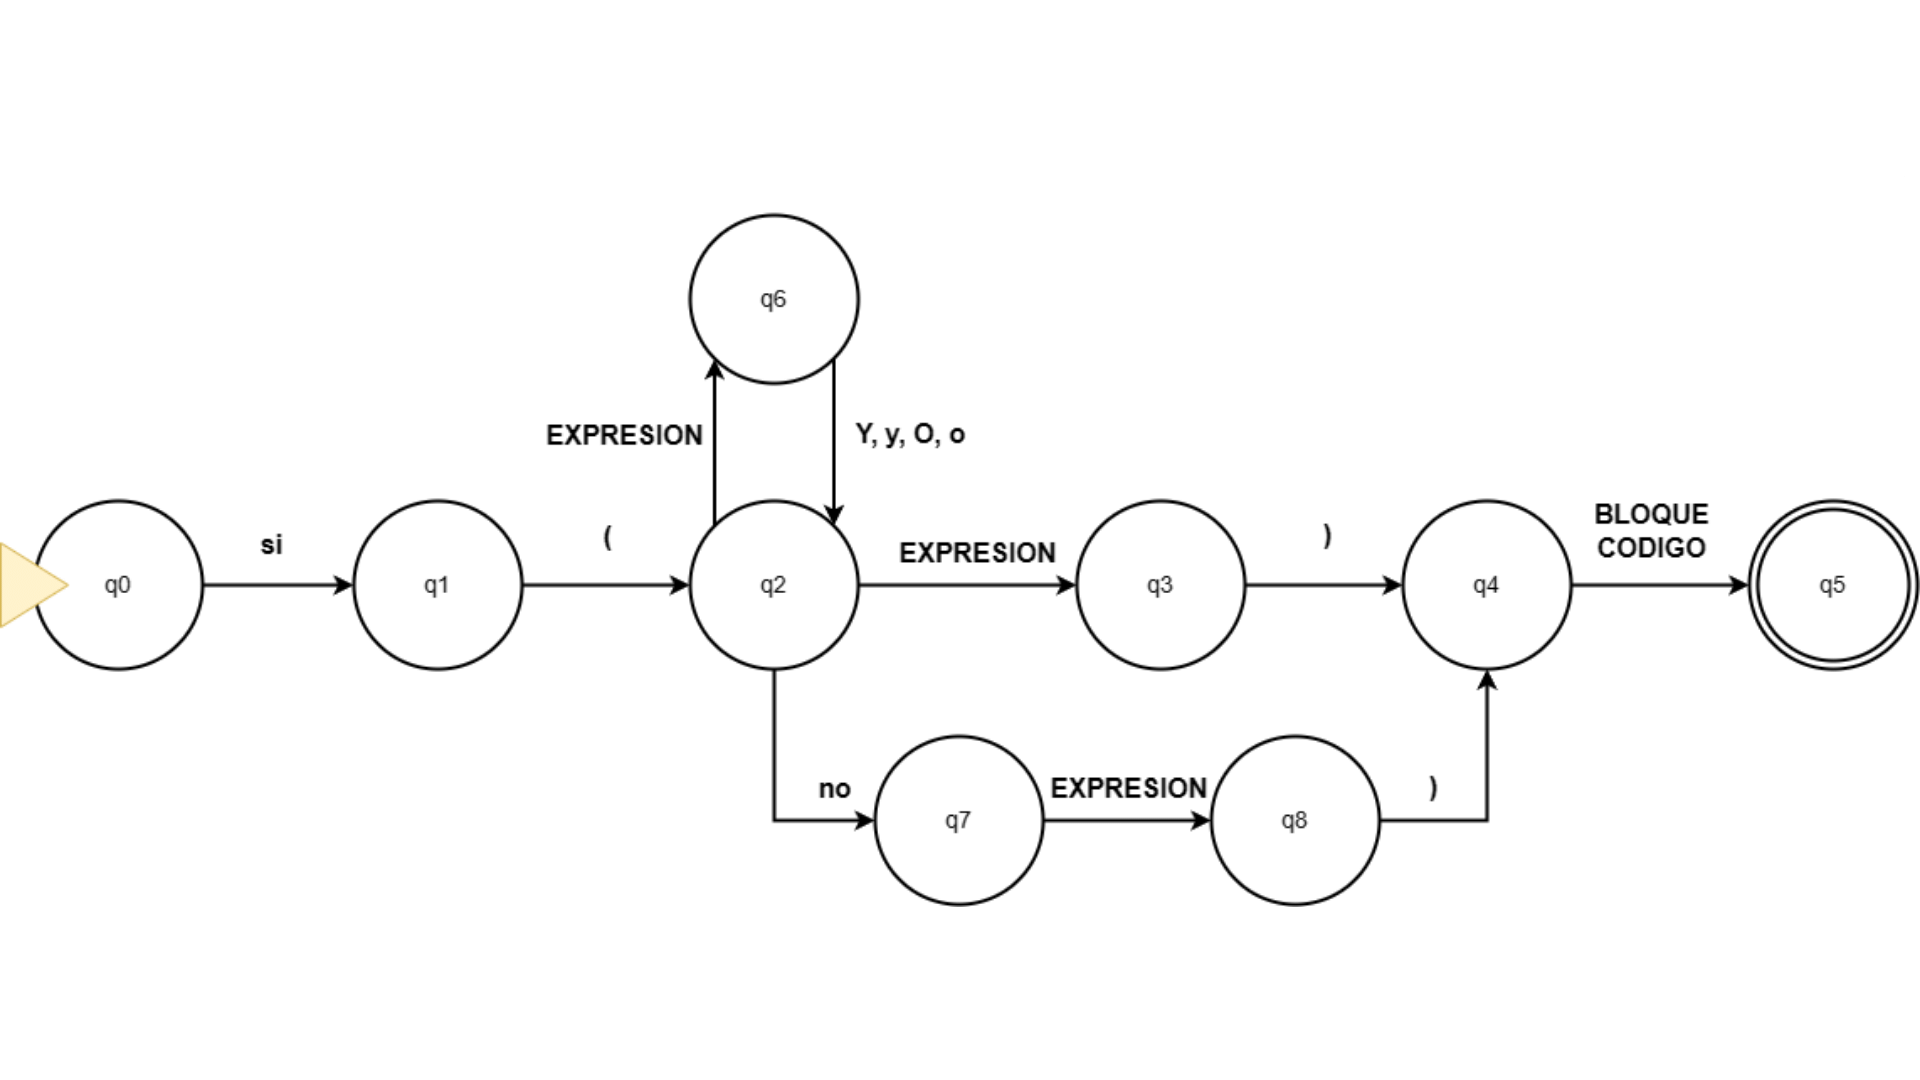 q6
EXPRESION
Y, y, O, o
q0
si
q1
(
q2
EXPRESION
q3
)
q4
BLOQUE
CODIGO
q5
no
q7
EXPRESION
q8
)